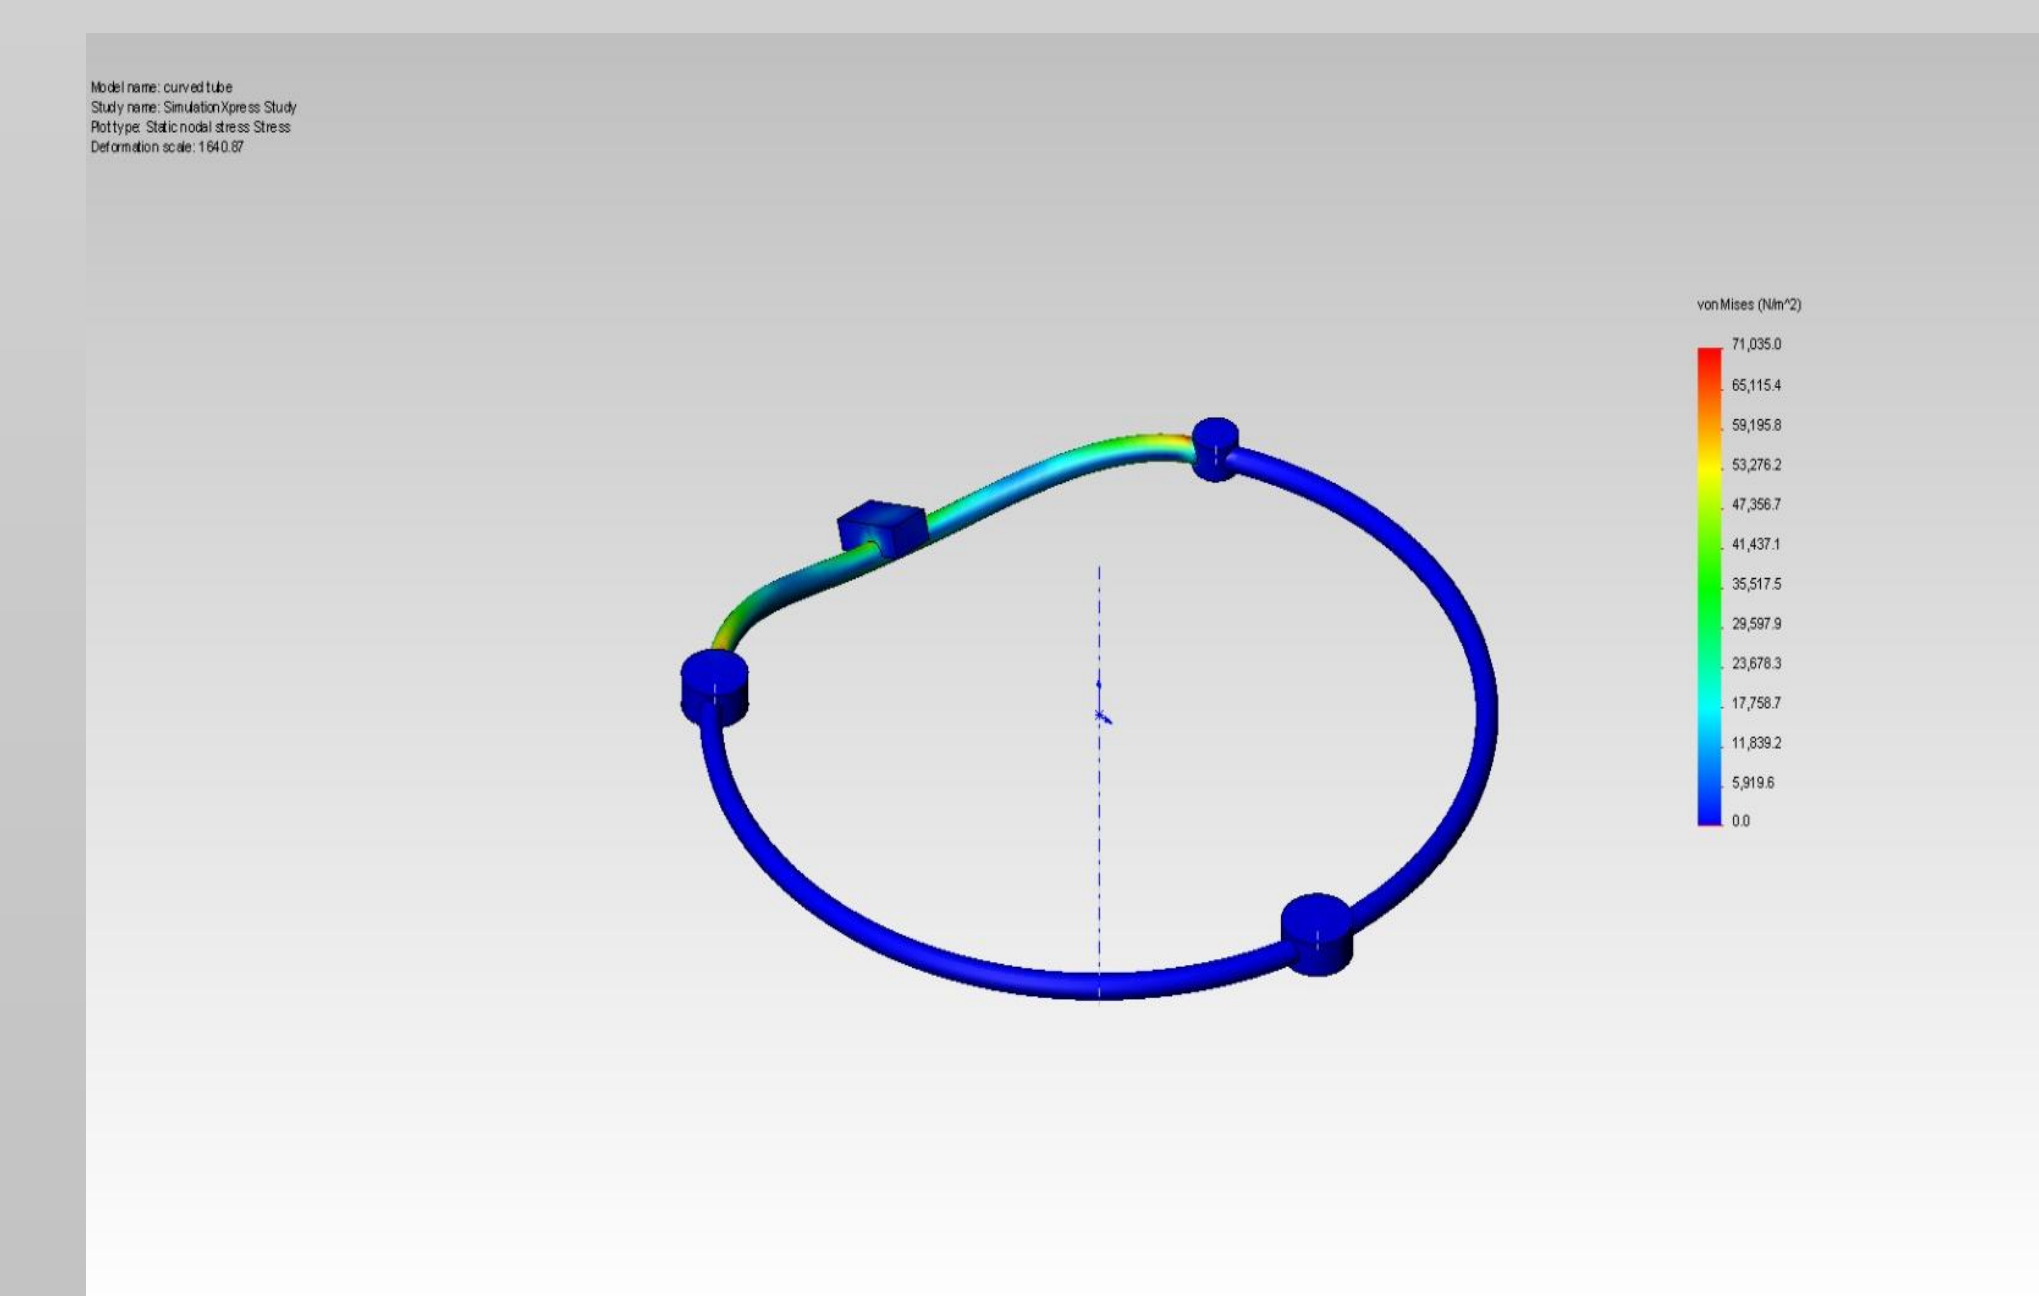 Model name: curved tube
Study name: SimulationXpress Study
Plot type: Static nodal stress Stress
Deformation scale: 1640.87
von Mises (N/m^2)
71,035.0
65,115.4
59,195.8
53,276.2
47,356.7
41,437.1
35,517.5
29,597.9
23,678.3
17,758.7
11,839.2
5,919.6
0.0